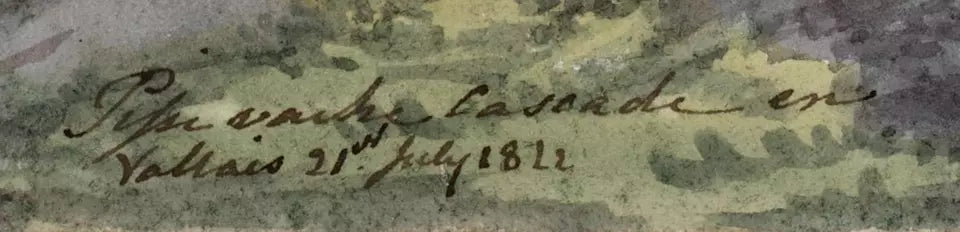 Pisse vache Cascade en
Vallais 21st July 1822